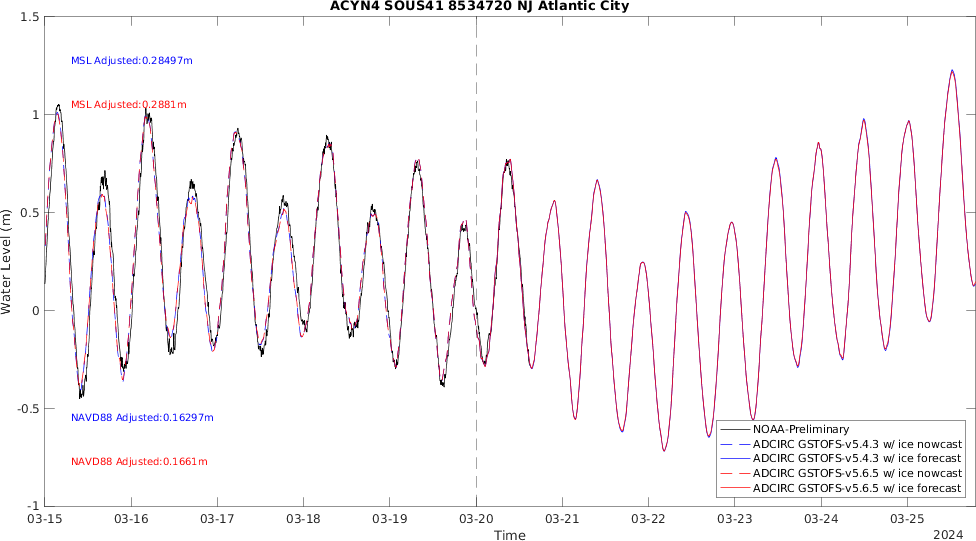 ACYN4 SOUS41 8534720 NJ Atlantic City
1.5
1
0.5
0
-0.5
-1
Water Level (m)
MSL Adjusted:0.28497m
MSL Adjusted:0.2881m
NAVD88 Adjusted:0.16297m
NAVD88 Adjusted:0.1661m
NOAA-Preliminary
ADCIRC GSTOFS-v5.4.3 w/ ice nowcast
ADCIRC GSTOFS-v5.4.3 w/ ice forecast
ADCIRC GSTOFS-v5.6.5 w/ ice nowcast
ADCIRC GSTOFS-v5.6.5 w/ ice forecast
03-15 03-16 03-17 03-18 03-19 03-20 03-21 03-22 03-23 03-24 03-25
Time
2024